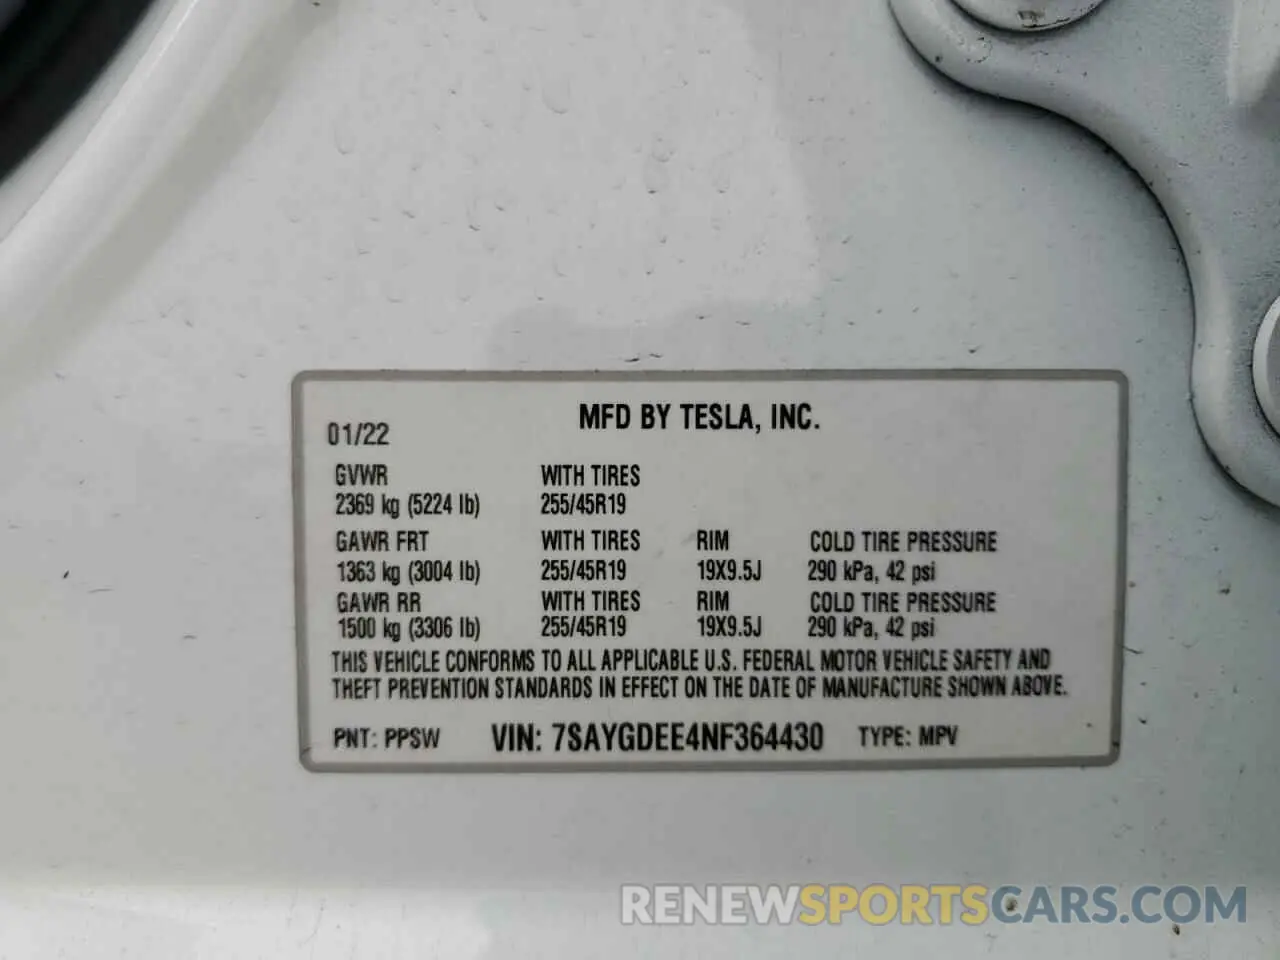 MFD BY TESLA, INC.
01/22
GVWR WITH TIRES
2369 kg (5224 lb) 255/45R19
GAWR FRT WITH TIRES RIM COLD TIRE PRESSURE
1363 kg (3004 lb) 255/45R19 19X9.5J 290 kPa, 42 psi
GAWR RR WITH TIRES RIM COLD TIRE PRESSURE
1500 kg (3306 lb) 255/45R19 19X9.5J 290 kPa, 42 psi
THIS VEHICLE CONFORMS TO ALL APPLICABLE U.S. FEDERAL MOTOR VEHICLE SAFETY AND
THEFT PREVENTION STANDARDS IN EFFECT ON THE DATE OF MANUFACTURE SHOWN ABOVE.
PNT: PPSW VIN: 7SAYGDEE4NF364430 TYPE: MPV
RENEWSPORTSCARS.COM